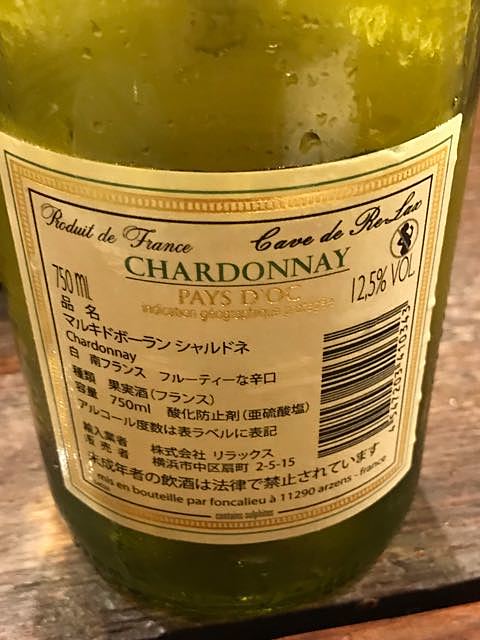 Produit de France
Cave de ReLax
CHARDONNAY
PAYS D'OC
indication géographique protégée
750 mL
12,5% VOL.
品 名
マルキドボーラン シャルドネ
Chardonnay
白 南フランス フルーティーな辛口
種類 果実酒(フランス)
容量 750ml 酸化防止剤(亜硫酸塩)
アルコール度数は表ラベルに表記
輸入業者
販売者
株式会社 リラックス
横浜市中区扇町 2-5-15
未成年者の飲酒は法律で禁止されています
mis en bouteille par foncalieu à 11290 arzens - france
contains sulphites